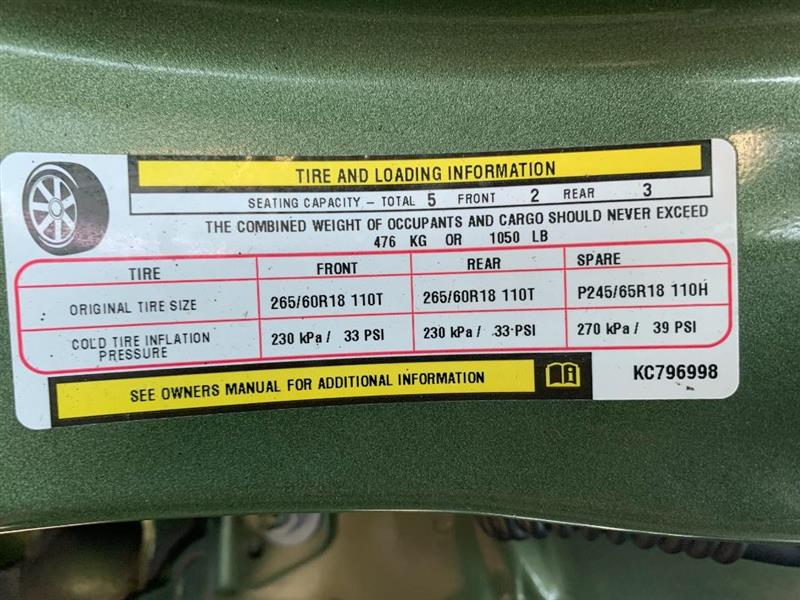 TIRE AND LOADING INFORMATION
SEATING CAPACITY – TOTAL 5 FRONT 2 REAR 3
THE COMBINED WEIGHT OF OCCUPANTS AND CARGO SHOULD NEVER EXCEED
476 KG OR 1050 LB
TIRE FRONT REAR SPARE
ORIGINAL TIRE SIZE 265/60R18 110T 265/60R18 110T P245/65R18 110H
COLD TIRE INFLATION PRESSURE 230 kPa / 33 PSI 230 kPa / 33 PSI 270 kPa / 39 PSI
SEE OWNERS MANUAL FOR ADDITIONAL INFORMATION
KC796998